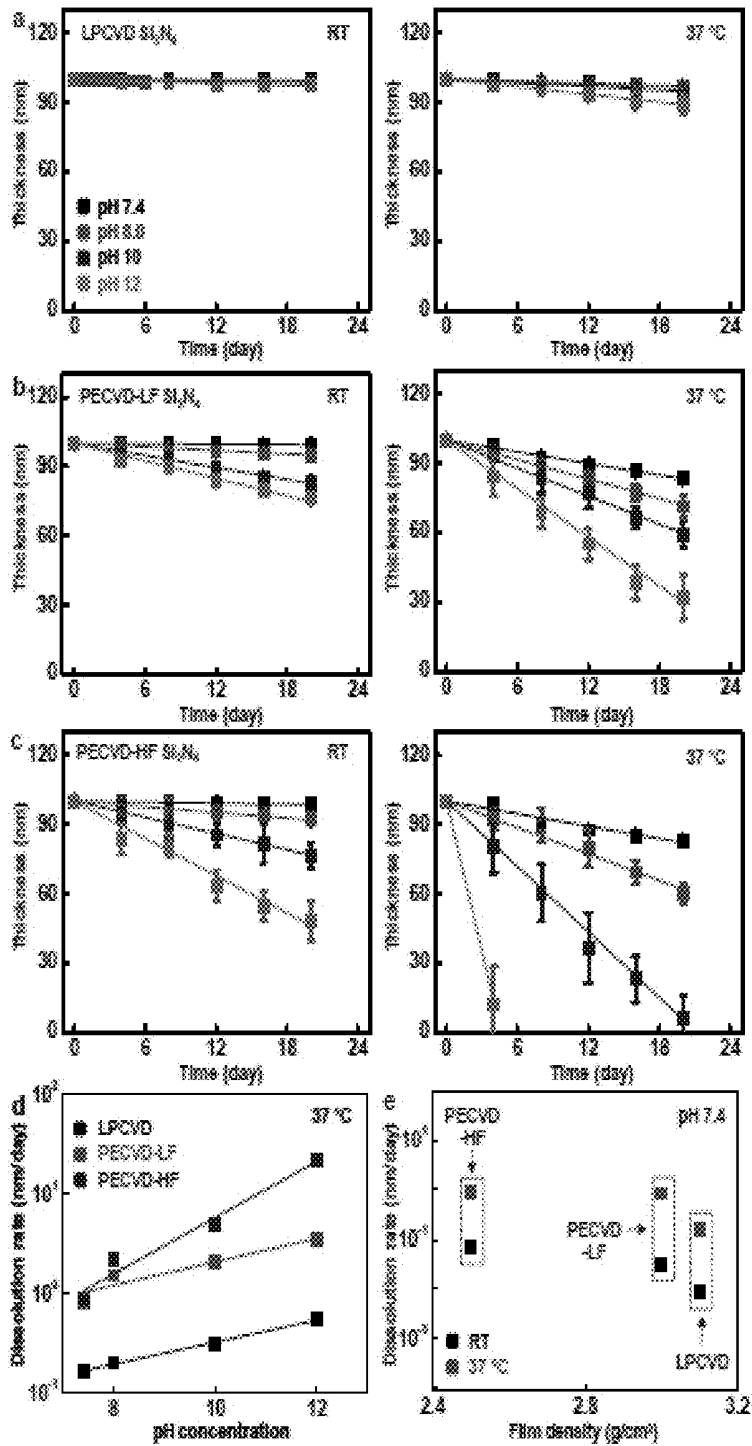 a
LPCVD Si₃N₄
RT
37 °C
Thickness (nm)
120
90
60
30
0
pH 7.4
pH 8.0
pH 10
pH 12
0 6 12 18 24
Time (day)
Thickness (nm)
120
90
60
30
0
0 6 12 18 24
Time (day)
b
PECVD-LF Si₃N₄
RT
37 °C
Thickness (nm)
120
90
60
30
0
0 6 12 18 24
Time (day)
Thickness (nm)
120
90
60
30
0
0 6 12 18 24
Time (day)
c
PECVD-HF
RT
37 °C
Thickness (nm)
120
90
60
30
0
0 6 12 18 24
Time (day)
Thickness (nm)
120
90
60
30
0
0 6 12 18 24
Time (day)
d
37 °C
LPCVD
PECVD-LF
PECVD-HF
Dissolution rate (nm/day)
8 10 12
pH concentration
e
pH 7.4
PECVD
-HF
PECVD
-LF
LPCVD
RT
37 °C
Dissolution rate (nm/day)
2.4 2.8 3.2
Film density (g/cm³)